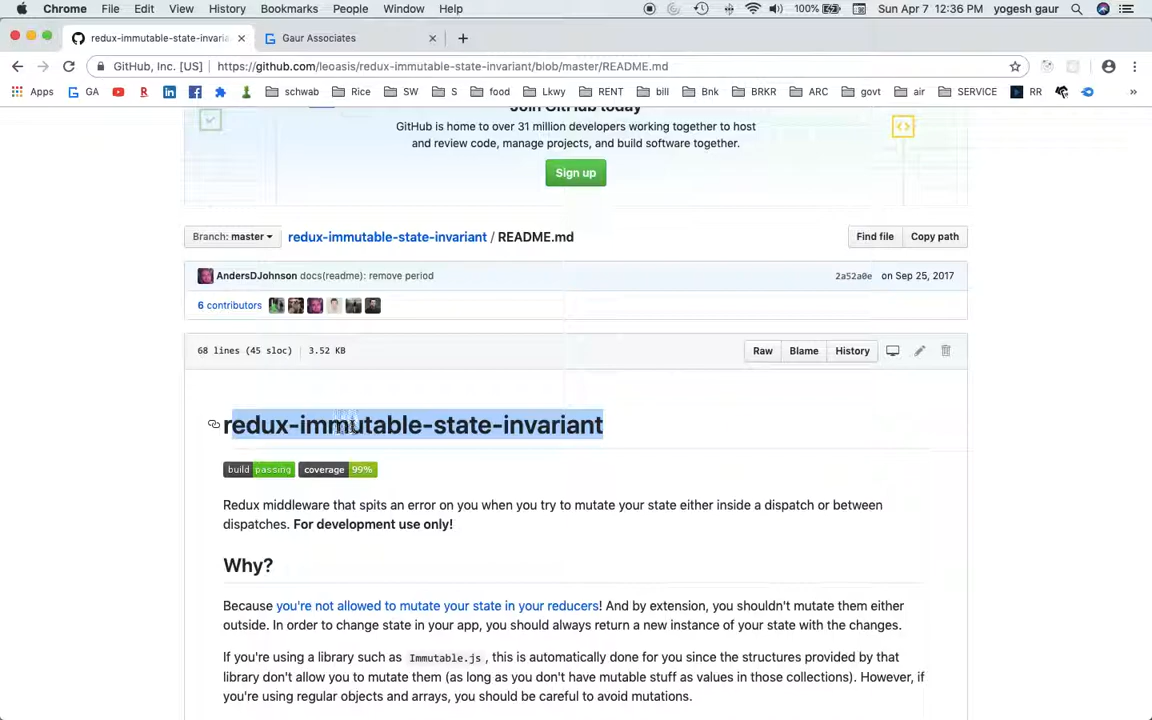 Chrome File Edit View History Bookmarks People Window Help 100% Sun Apr 7 12:36 PM yogesh gaur
redux-immutable-state-invaria Gaur Associates
GitHub, Inc. [US] https://github.com/leoasis/redux-immutable-state-invariant/blob/master/README.md
Apps GA schwab Rice SW S food Lkwy RENT bill Bnk BRKR ARC govt air SERVICE RR »
Join GitHub today
GitHub is home to over 31 million developers working together to host
and review code, manage projects, and build software together.
Sign up
Branch: master redux-immutable-state-invariant / README.md Find file Copy path
AndersDJohnson docs(readme): remove period 2a52a0e on Sep 25, 2017
6 contributors
68 lines (45 sloc) 3.52 KB Raw Blame History
redux-immutable-state-invariant
build passing coverage 99%
Redux middleware that spits an error on you when you try to mutate your state either inside a dispatch or between
dispatches. For development use only!
Why?
Because you're not allowed to mutate your state in your reducers! And by extension, you shouldn't mutate them either
outside. In order to change state in your app, you should always return a new instance of your state with the changes.
If you're using a library such as Immutable.js, this is automatically done for you since the structures provided by that
library don't allow you to mutate them (as long as you don't have mutable stuff as values in those collections). However, if
you're using regular objects and arrays, you should be careful to avoid mutations.